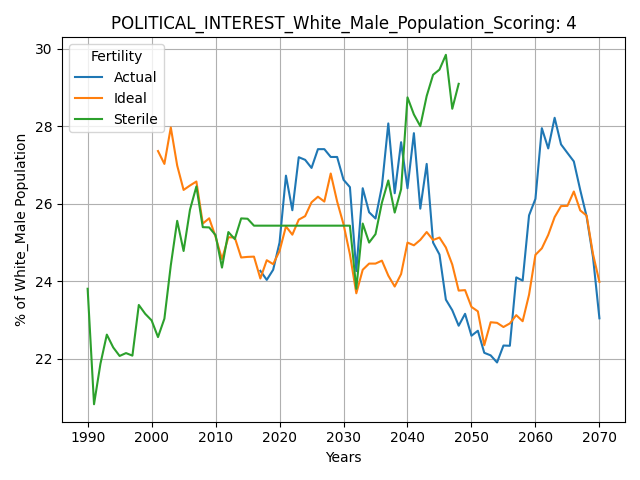 POLITICAL_INTEREST_White_Male_Population_Scoring: 4
Fertility
Actual
Ideal
Sterile
% of White_Male Population
30
28
26
24
22
1990 2000 2010 2020 2030 2040 2050 2060 2070
Years